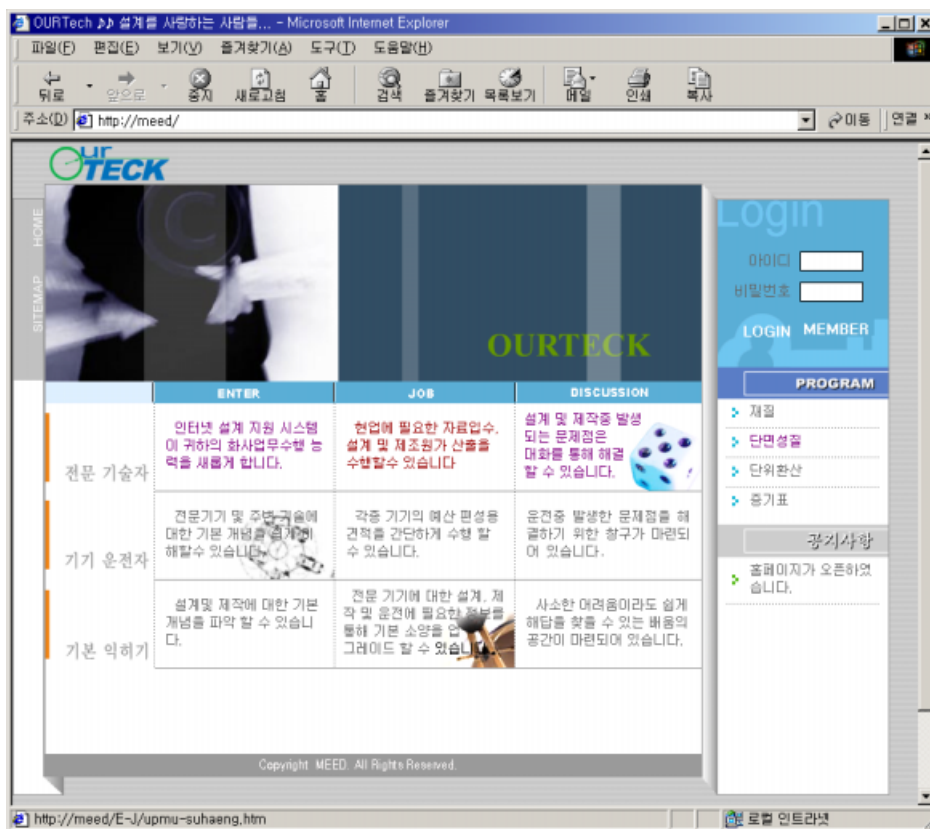 OURTech ♪♪ 설계를 사랑하는 사람들... - Microsoft Internet Explorer
파일(F) 편집(E) 보기(V) 즐겨찾기(A) 도구(T) 도움말(H)
뒤로 앞으로 중지 새로고침 홈 검색 즐겨찾기 목록보기 메일 인쇄 복사
주소(D) http://meed/ 이동 연결 »
OurTECK
HOME
SITEMAP
OURTECK
Login
아이디
비밀번호
LOGIN MEMBER
ENTER JOB DISCUSSION
전문 기술자
인터넷 설계 지원 시스템
이 귀하의 화사업무수행 능
력을 새롭게 합니다.
현업에 필요한 자료입수,
설계 및 제조원가 산출을
수행할수 있습니다
설계 및 제작중 발생
되는 문제점은
대화를 통해 해결
할 수 있습니다.
기기 운전자
전문기기 및 주변 기술에
대한 기본 개념을 쉽게 이
해할수 있습니다.
각종 기기의 예산 편성용
견적을 간단하게 수행 할
수 있습니다.
운전중 발생한 문제점을 해
결하기 위한 창구가 마련되
어 있습니다.
기본 익히기
설계및 제작에 대한 기본
개념을 파악 할 수 있습니
다.
전문 기기에 대한 설계, 제
작 및 운전에 필요한 정보를
통해 기본 소양을 업
그레이드 할 수 있습니다.
사소한 어려움이라도 쉽게
해답을 찾을 수 있는 배움의
공간이 마련되어 있습니다.
PROGRAM
재질
단면성질
단위환산
증기표
공지사항
홈페이지가 오픈하였
습니다.
Copyright MEED. All Rights Reserved.
http://meed/E-J/upmu-suhaeng.htm 로컬 인트라넷